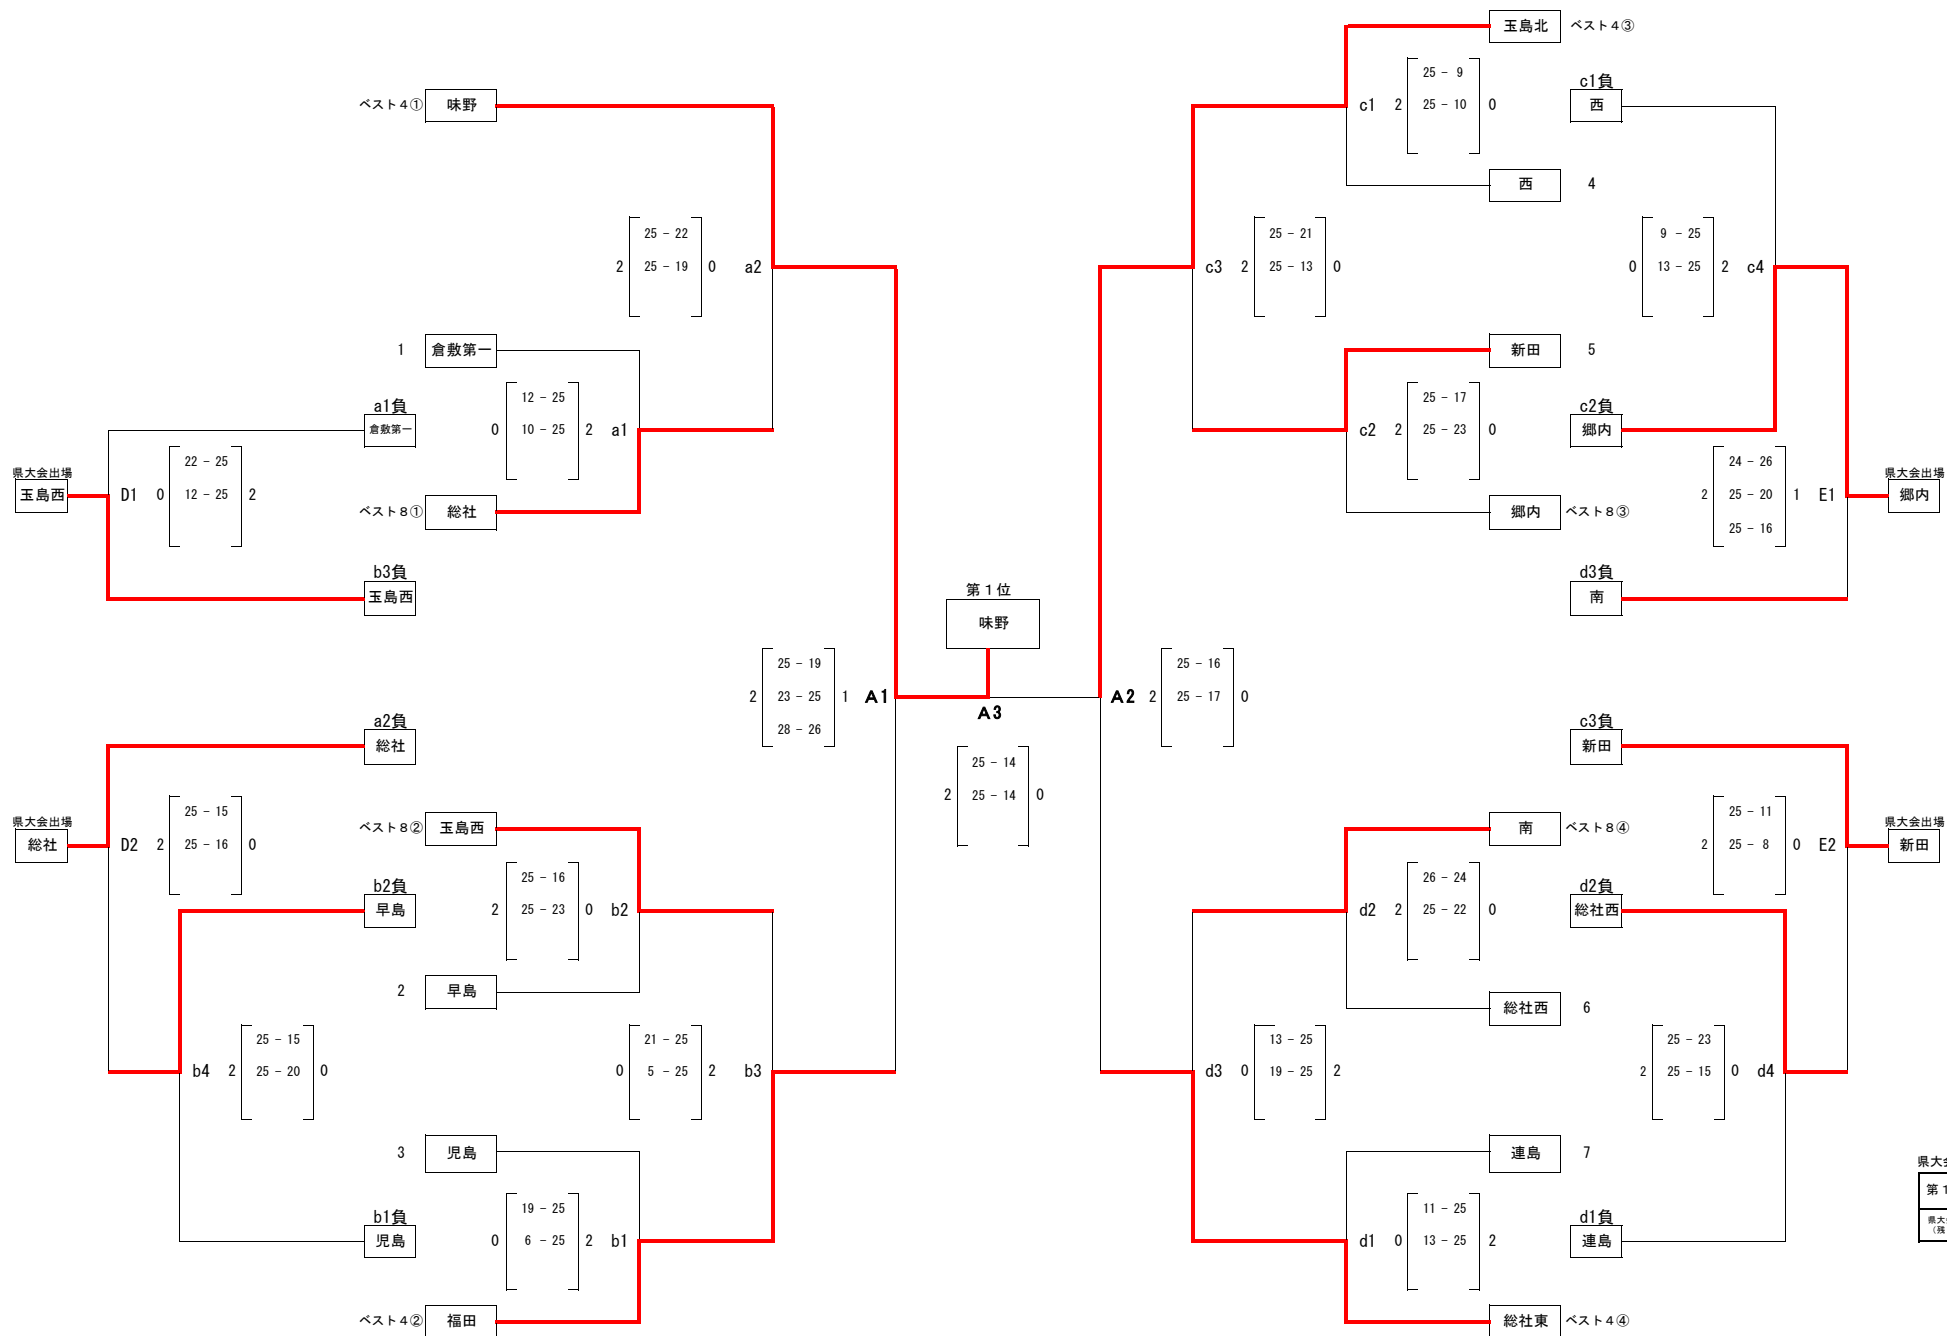 玉島北 ベスト4③
25 - 9
c1 2 25 - 10 0
c1負
西
ベスト4① 味野
西 4
25 - 22
2 25 - 19 0 a2
25 - 21
c3 2 25 - 13 0
9 - 25
0 13 - 25 2 c4
1 倉敷第一
新田 5
12 - 25
0 10 - 25 2 a1
a1負
倉敷第一
25 - 17
c2 2 25 - 23 0
c2負
郷内
県大会出場
玉島西
22 - 25
D1 0 12 - 25 2
ベスト8① 総社
郷内 ベスト8③
24 - 26
2 25 - 20 1 E1
25 - 16
県大会出場
郷内
b3負
玉島西
第1位
味野
d3負
南
25 - 19
2 23 - 25 1 A1
28 - 26
A3
25 - 16
A2 2 25 - 17 0
a2負
総社
25 - 14
2 25 - 14 0
c3負
新田
県大会出場
総社
25 - 15
D2 2 25 - 16 0
ベスト8② 玉島西
南 ベスト8④
25 - 11
2 25 - 8 0 E2
県大会出場
新田
b2負
早島
25 - 16
2 25 - 23 0 b2
26 - 24
d2 2 25 - 22 0
d2負
総社西
2 早島
総社西 6
25 - 15
b4 2 25 - 20 0
21 - 25
0 5 - 25 2 b3
13 - 25
d3 0 19 - 25 2
25 - 23
2 25 - 15 0 d4
3 児島
連島 7
b1負
児島
19 - 25
0 6 - 25 2 b1
11 - 25
d1 0 13 - 25 2
d1負
連島
ベスト4② 福田
総社東 ベスト4④
県大
第1
県大
(残